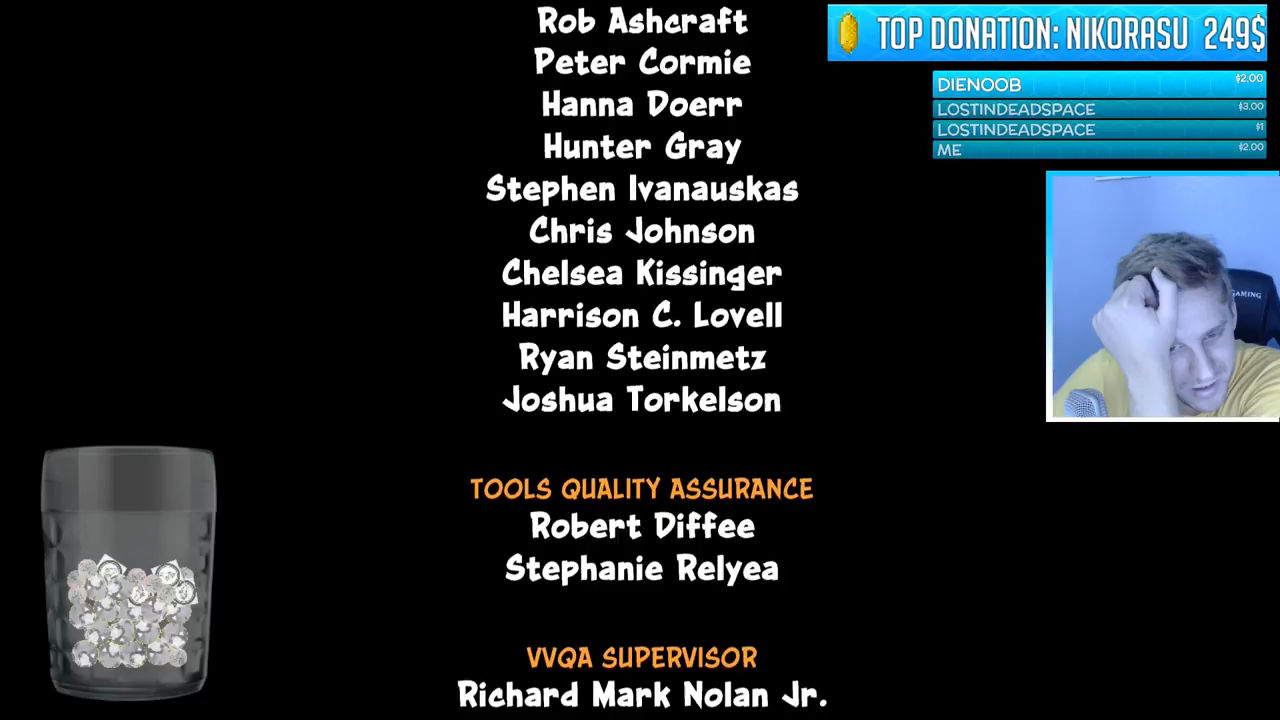 Rob Ashcraft
Peter Cormie
Hanna Doerr
Hunter Gray
Stephen Ivanauskas
Chris Johnson
Chelsea Kissinger
Harrison C. Lovell
Ryan Steinmetz
Joshua Torkelson
TOOLS QUALITY ASSURANCE
Robert Diffee
Stephanie Relyea
VVQA SUPERVISOR
Richard Mark Nolan Jr.
TOP DONATION: NIKORASU 249$
DIENOOB $2.00
LOSTINDEADSPACE $3.00
LOSTINDEADSPACE $1
ME $2.00
GAMING